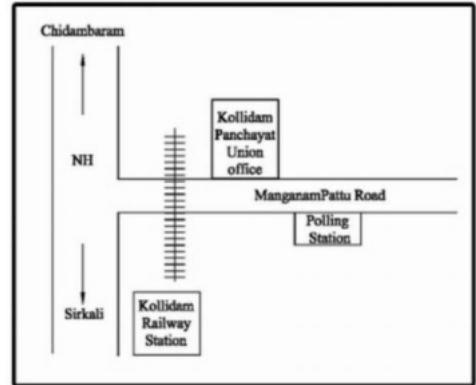 Chidambaram
Kollidam
Panchayat
Union
office
NH
ManganamPattu Road
Polling
Station
Sirkali
Kollidam
Railway
Station